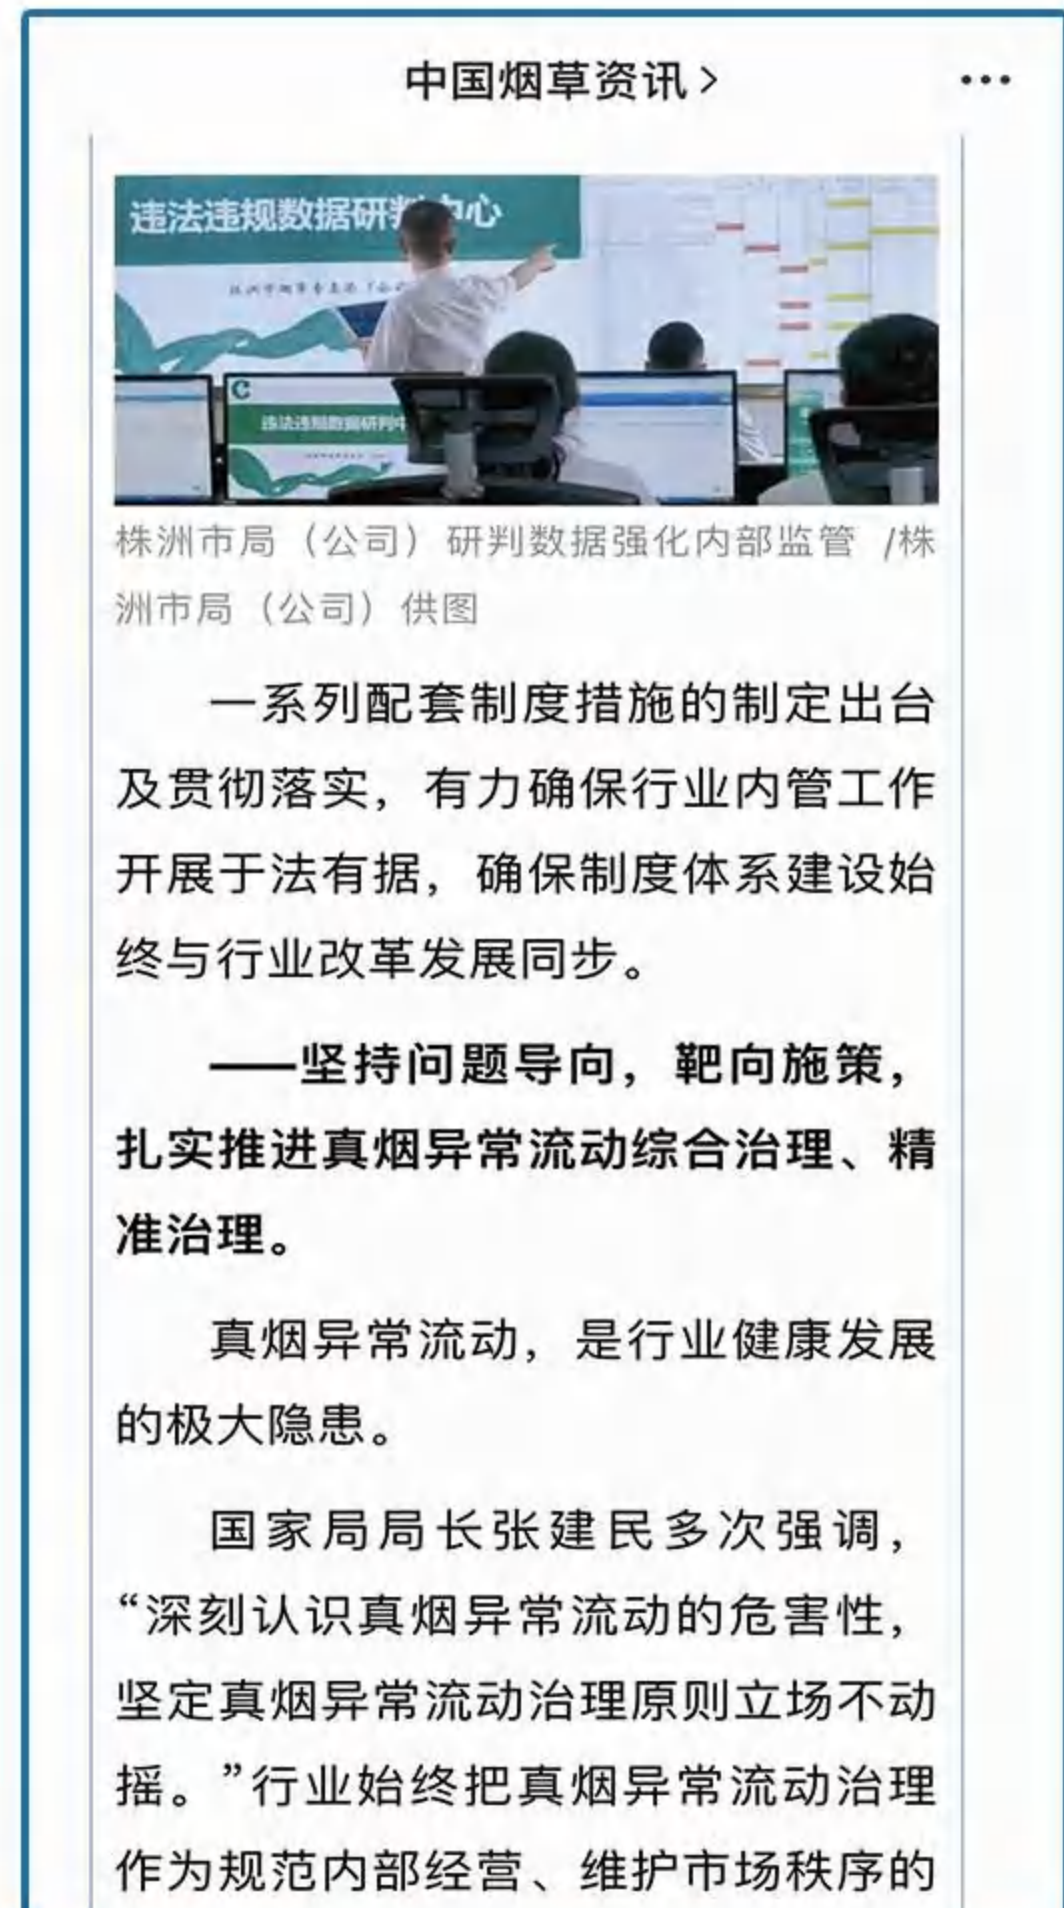 中国烟草资讯>
违法违规数据研判中心
违法违规数据研判中
株洲市局（公司）研判数据强化内部监管 /株
洲市局（公司）供图
一系列配套制度措施的制定出台
及贯彻落实，有力确保行业内管工作
开展于法有据，确保制度体系建设始
终与行业改革发展同步。
——坚持问题导向，靶向施策，
扎实推进真烟异常流动综合治理、精
准治理。
真烟异常流动，是行业健康发展
的极大隐患。
国家局局长张建民多次强调，
“深刻认识真烟异常流动的危害性，
坚定真烟异常流动治理原则立场不动
摇。”行业始终把真烟异常流动治理
作为规范内部经营、维护市场秩序的